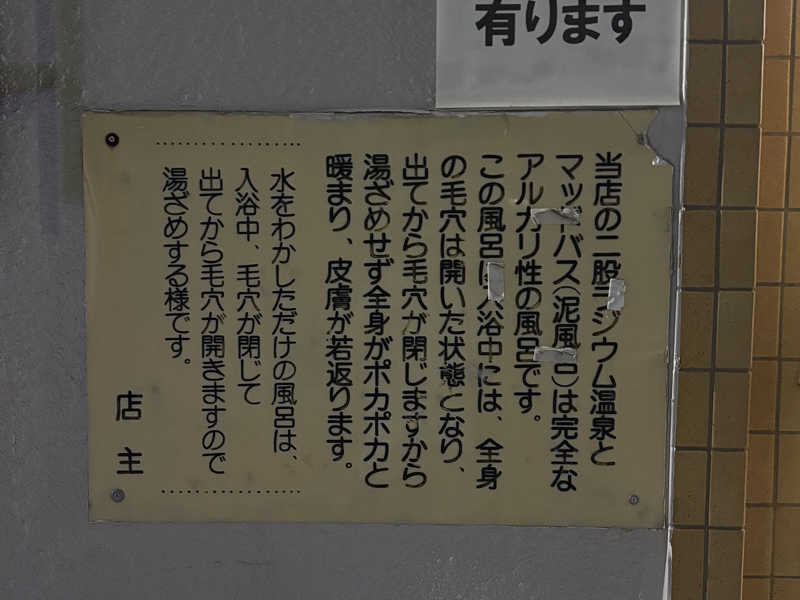 有ります
当店の二股ラジウム温泉と
マッドバス(泥風呂)は完全な
アルカリ性の風呂です。
この風呂は入浴中には、全身
の毛穴は開いた状態となり、
出てから毛穴が閉じますから
湯ざめせず全身がポカポカと
暖まり、皮膚が若返ります。
水をわかしただけの風呂は、
入浴中、毛穴が閉じて
出てから毛穴が開きますので
湯ざめする様です。
店主